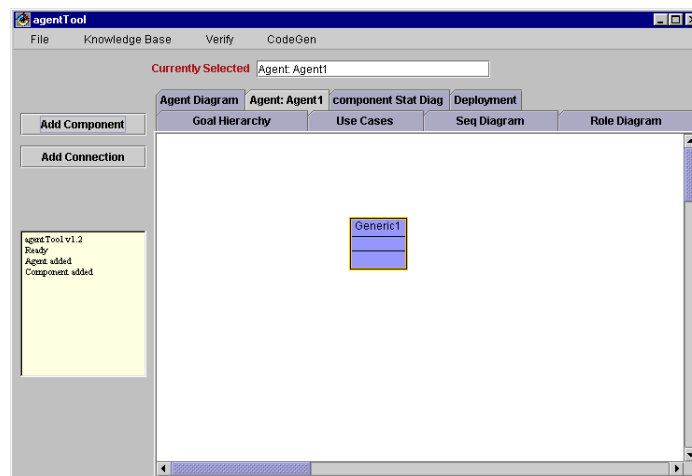 agentTool
File Knowledge Base Verify CodeGen
Currently Selected Agent: Agent1
Agent Diagram Agent: Agent1 component Stat Diag Deployment
Goal Hierarchy Use Cases Seq Diagram Role Diagram
Add Component
Add Connection
Generic1
agentTool v1.2
Ready
Agent added
Component added